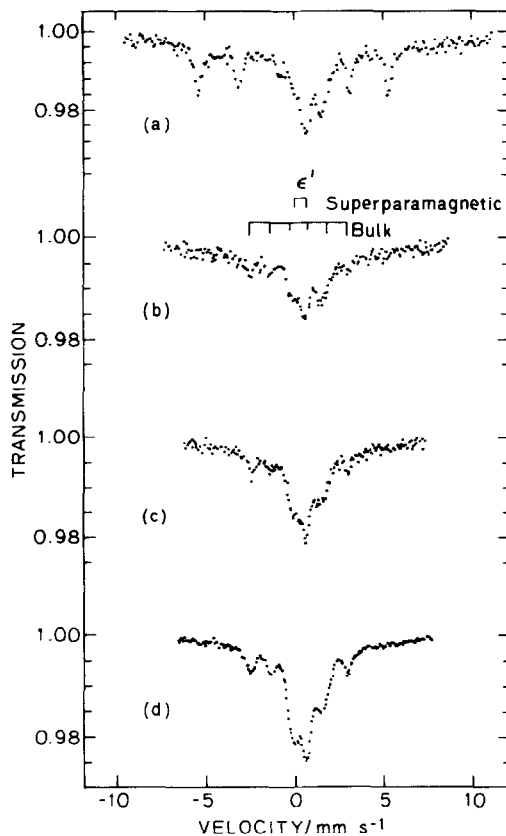 1.00
0.98
(a)
ε'
Superparamagnetic
Bulk
1.00
(b)
0.98
TRANSMISSION
1.00
(c)
0.98
1.00
(d)
0.98
-10 -5 0 5 10
VELOCITY/mm s⁻¹